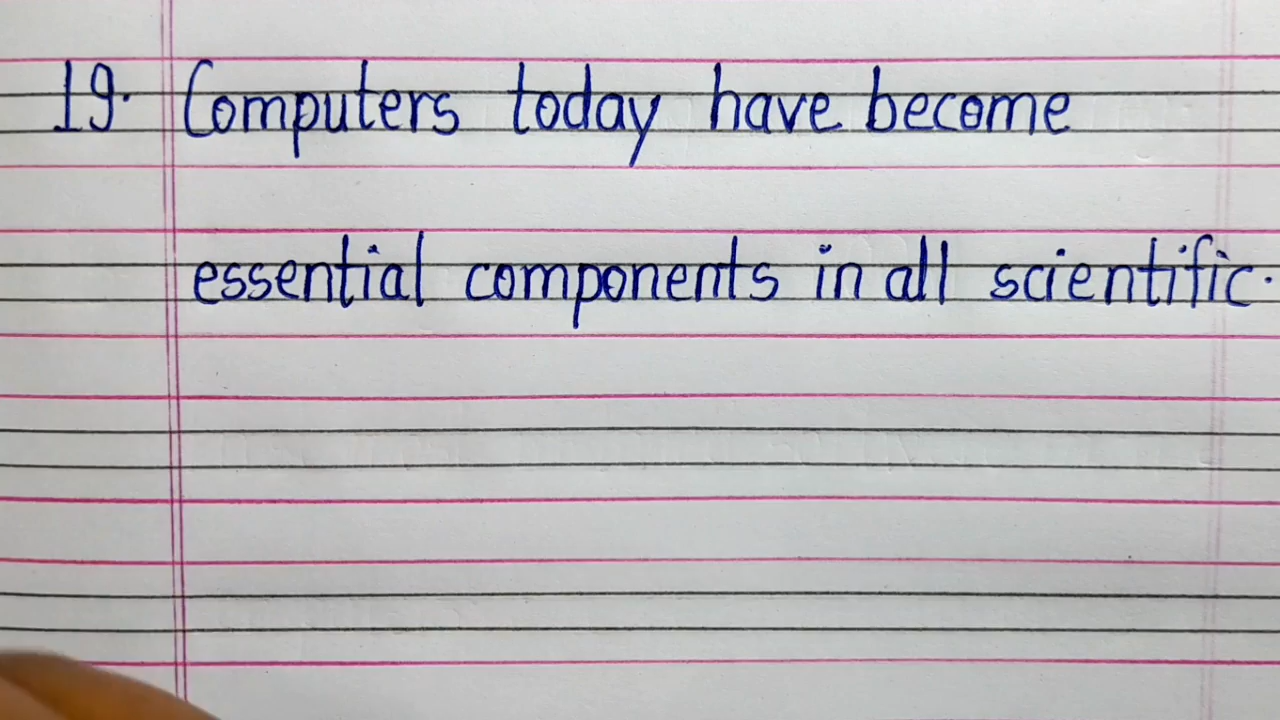 19. Computers today have become
essential components in all scientific.